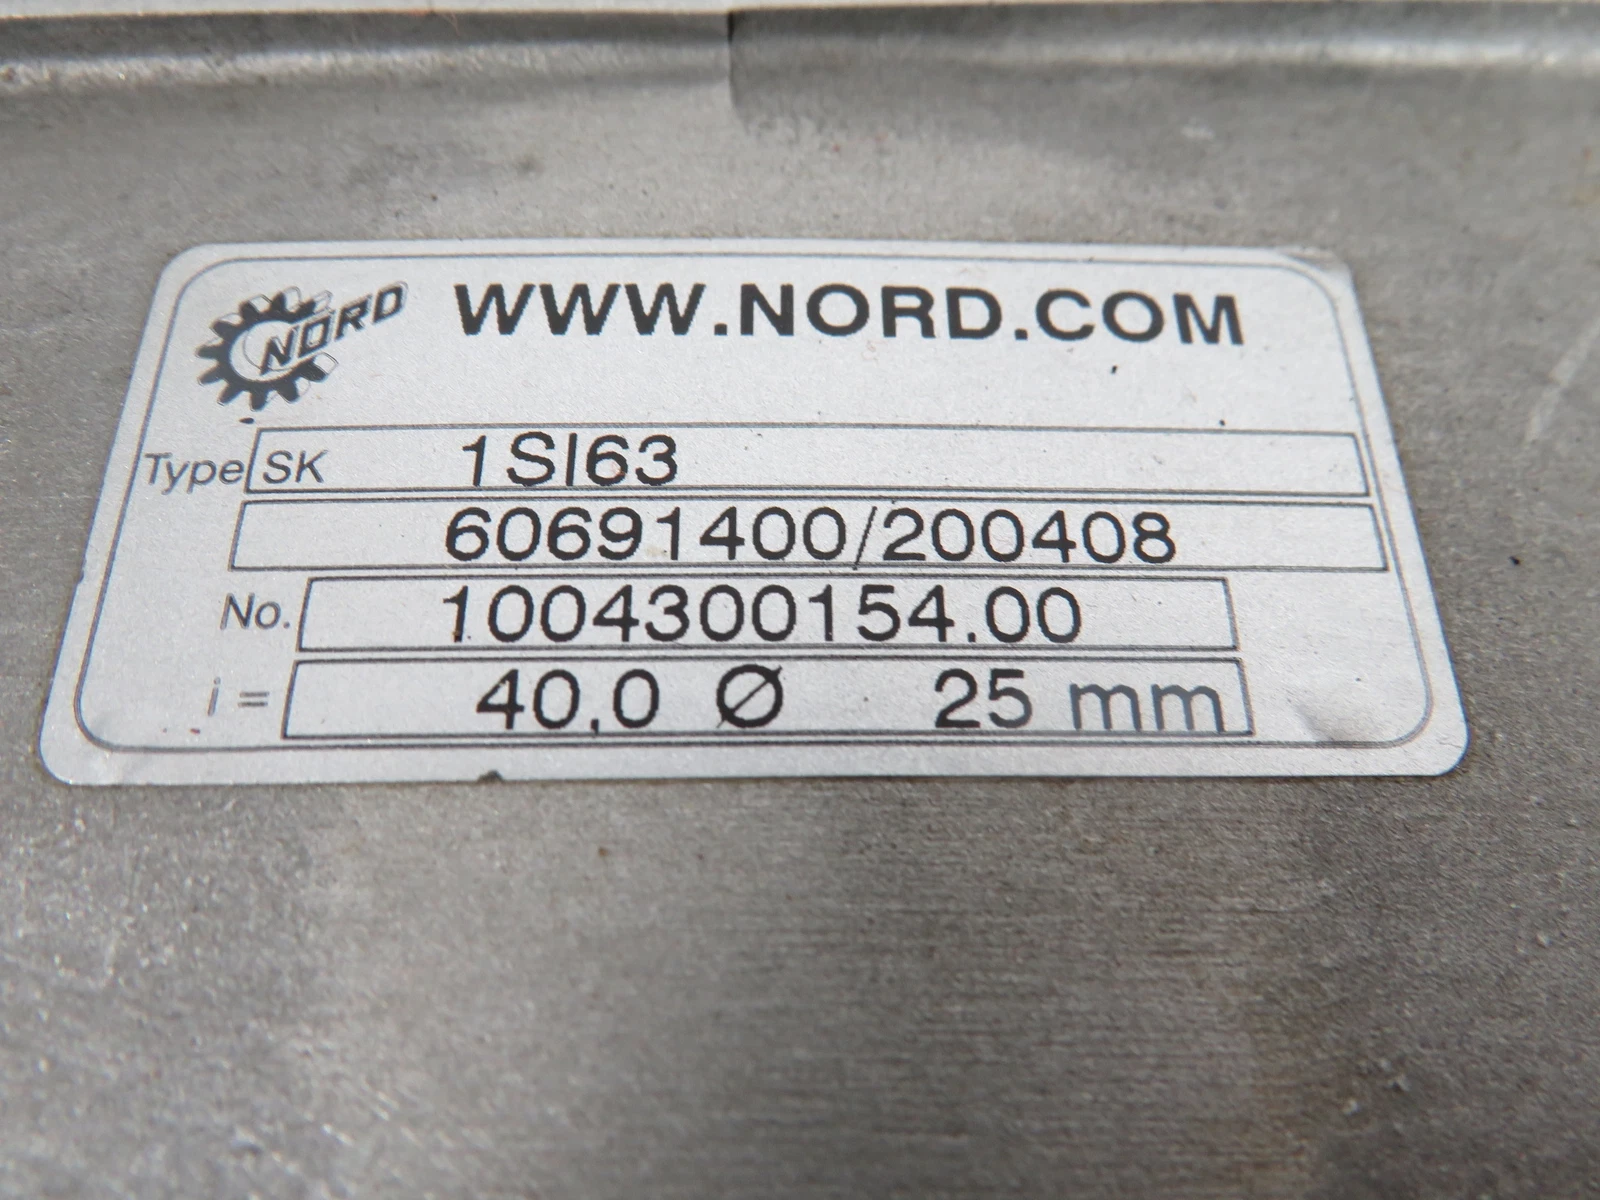 NORD WWW.NORD.COM
Type SK 1SI63
60691400/200408
No. 1004300154.00
i = 40,0 Ø 25 mm